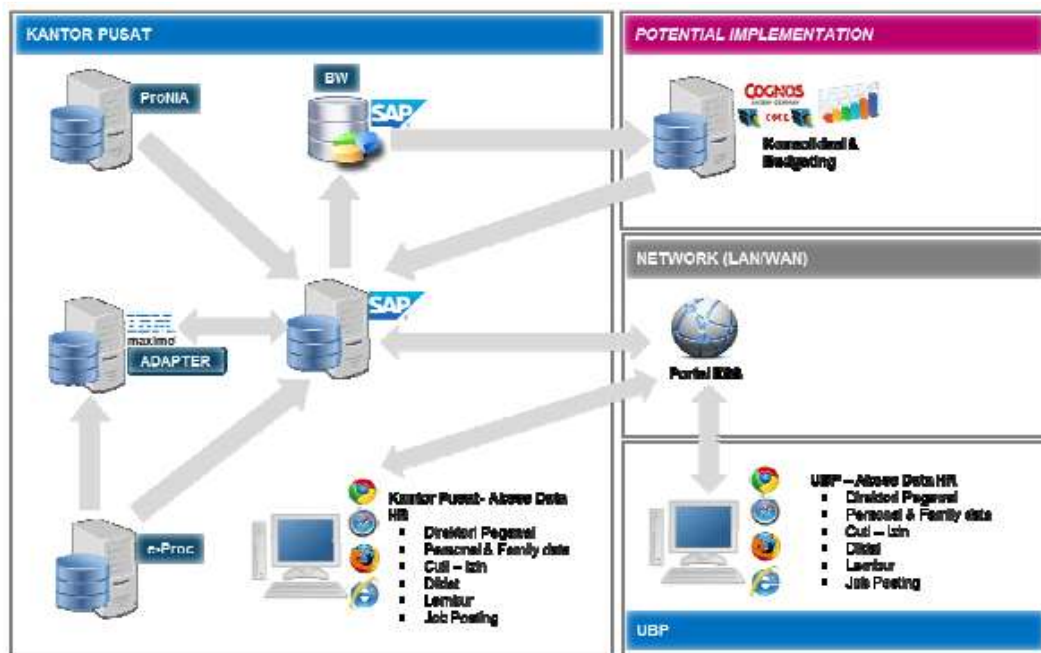 KANTOR PUSAT
POTENTIAL IMPLEMENTATION
ProNIA
BW
SAP
COGNOS
Konsolidasi &
Budgeting
NETWORK (LAN/WAN)
SAP
IBM
maximo
ADAPTER
Portal ESS
e-Proc
Kantor Pusat- Akses Data
HR
▪ Direktori Pegawai
▪ Personal & Family data
▪ Cuti – Izin
▪ Diklat
▪ Lembur
▪ Job Posting
UBP – Akses Data HR
▪ Direktori Pegawai
▪ Personal & Family data
▪ Cuti – Izin
▪ Diklat
▪ Lembur
▪ Job Posting
UBP